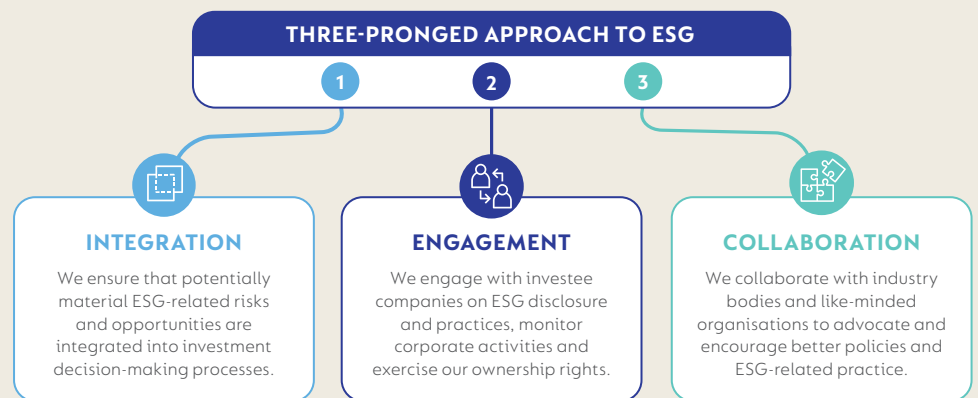 THREE-PRONGED APPROACH TO ESG
1
2
3
INTEGRATION
We ensure that potentially
material ESG-related risks
and opportunities are
integrated into investment
decision-making processes.
ENGAGEMENT
We engage with investee
companies on ESG disclosure
and practices, monitor
corporate activities and
exercise our ownership rights.
COLLABORATION
We collaborate with industry
bodies and like-minded
organisations to advocate and
encourage better policies and
ESG-related practice.